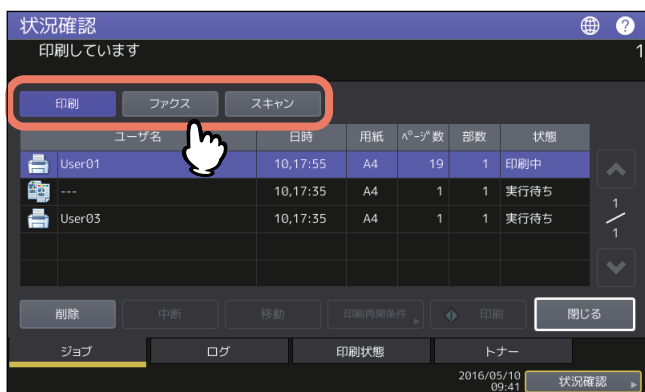 状況確認
?
印刷しています 1
印刷 ファクス スキャン
ユーザ名 日時 用紙 ページ数 部数 状態
User01 10,17:55 A4 19 1 印刷中
--- 10,17:35 A4 1 1 実行待ち
User03 10,17:35 A4 1 1 実行待ち
1
1
削除 中断 移動 印刷再開条件 印刷 閉じる
ジョブ ログ 印刷状態 トナー
2016/05/10
09:41 状況確認